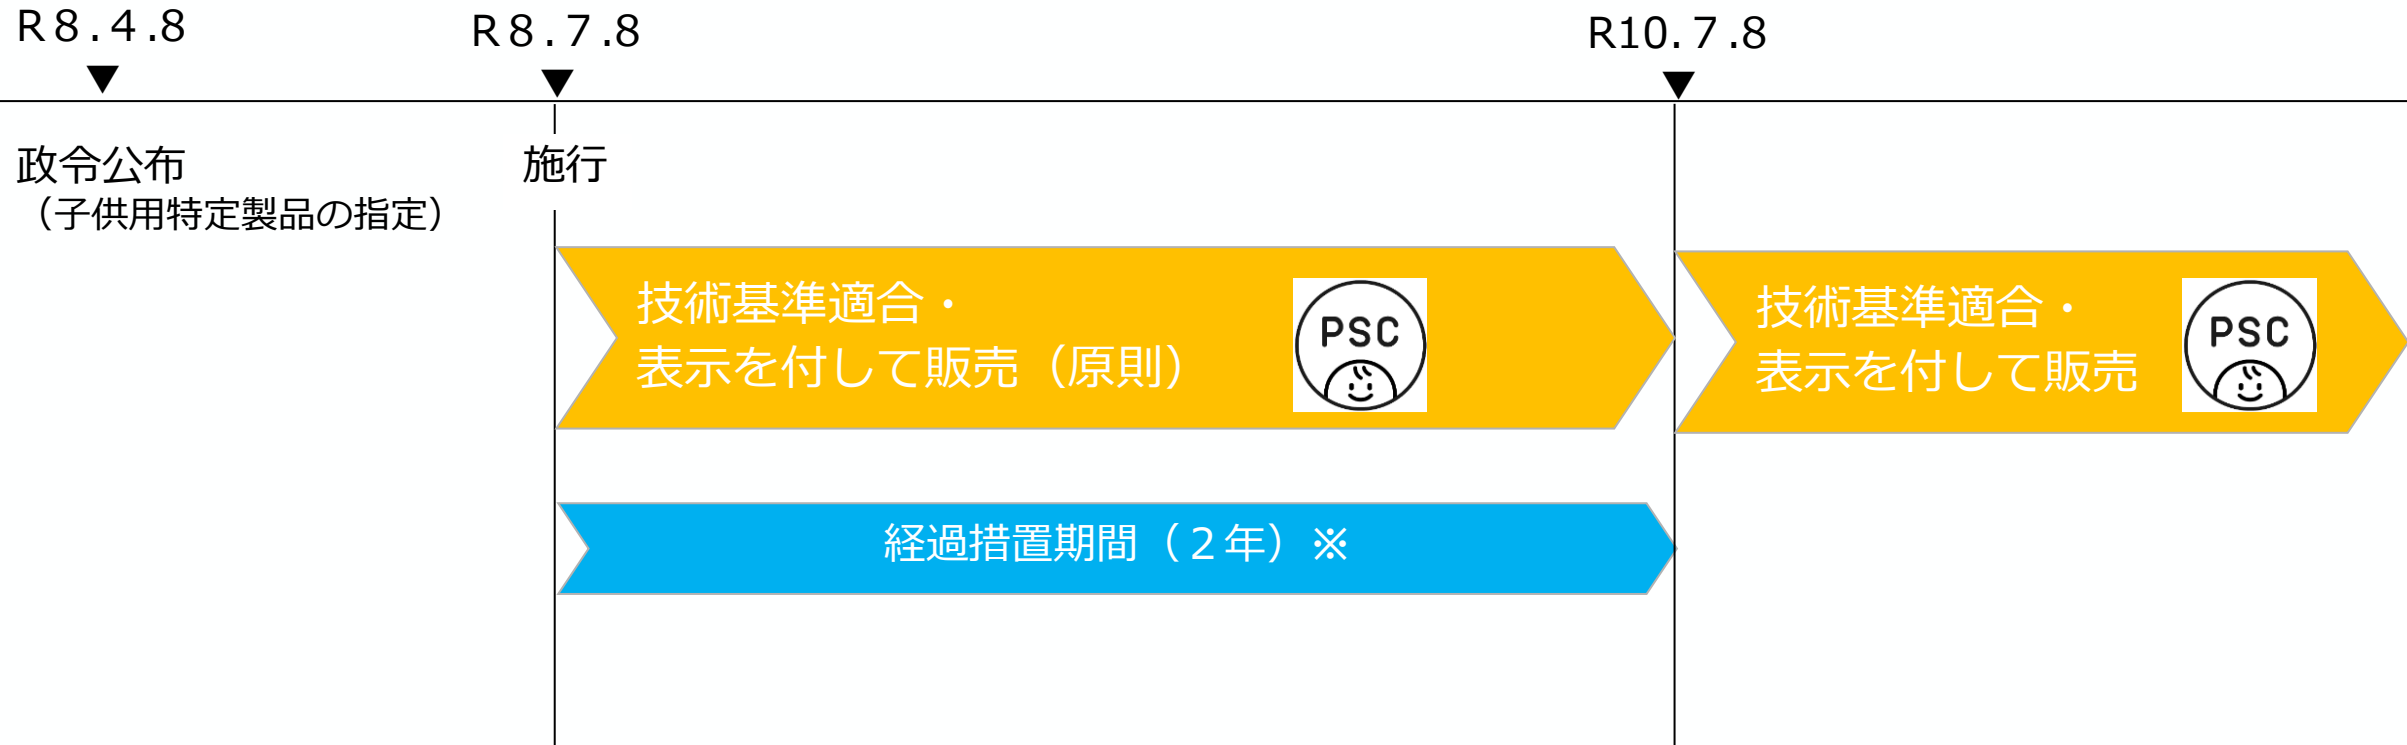 R８.４.8
R８.７.8
R10.７.8
政令公布
（子供用特定製品の指定）
施行
技術基準適合・
表示を付して販売（原則）
PSC
技術基準適合・
表示を付して販売
PSC
経過措置期間（２年）※